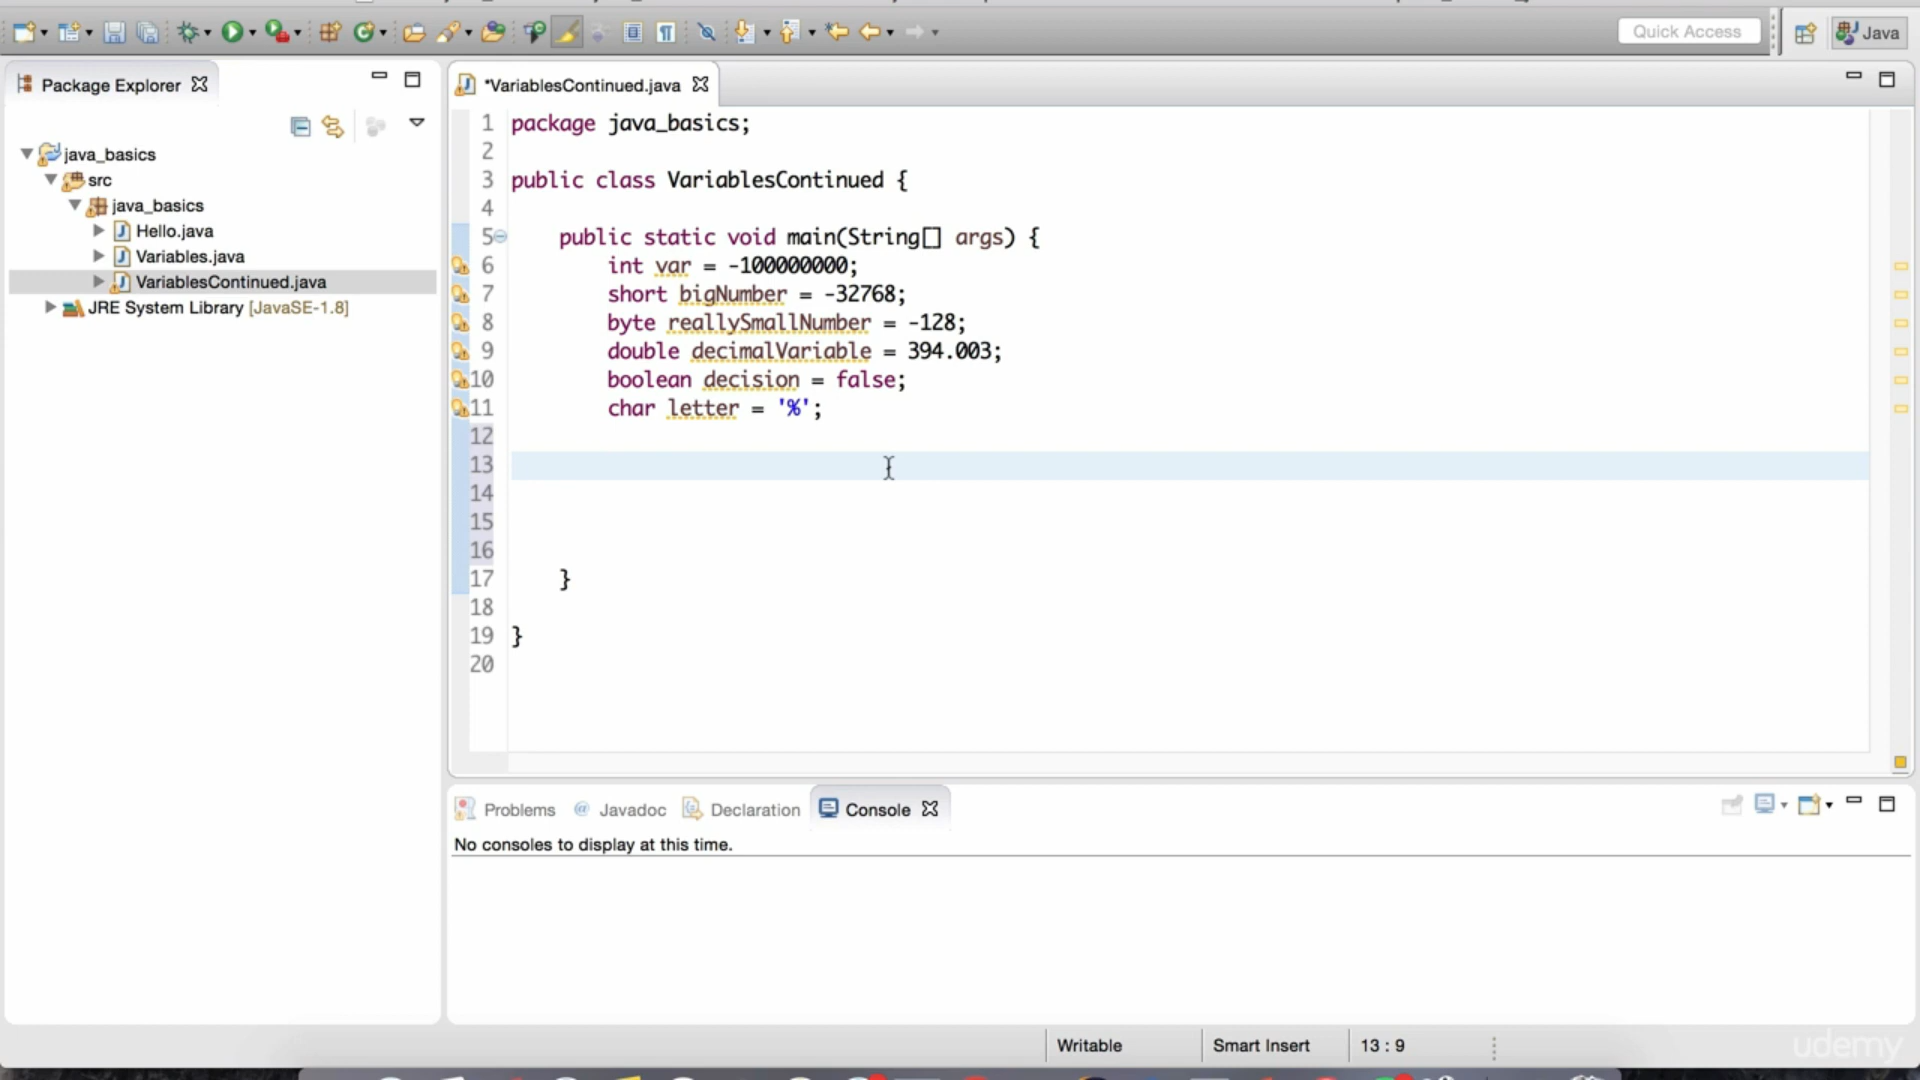 Quick Access
Java
Package Explorer
java_basics
src
java_basics
Hello.java
Variables.java
VariablesContinued.java
JRE System Library [JavaSE-1.8]
*VariablesContinued.java
1 package java_basics;
2
3 public class VariablesContinued {
4
5 public static void main(String[] args) {
6 int var = -100000000;
7 short bigNumber = -32768;
8 byte reallySmallNumber = -128;
9 double decimalVariable = 394.003;
10 boolean decision = false;
11 char letter = '%';
12
13
14
15
16
17 }
18
19 }
20
Problems @ Javadoc Declaration Console
No consoles to display at this time.
Writable Smart Insert 13 : 9
udemy